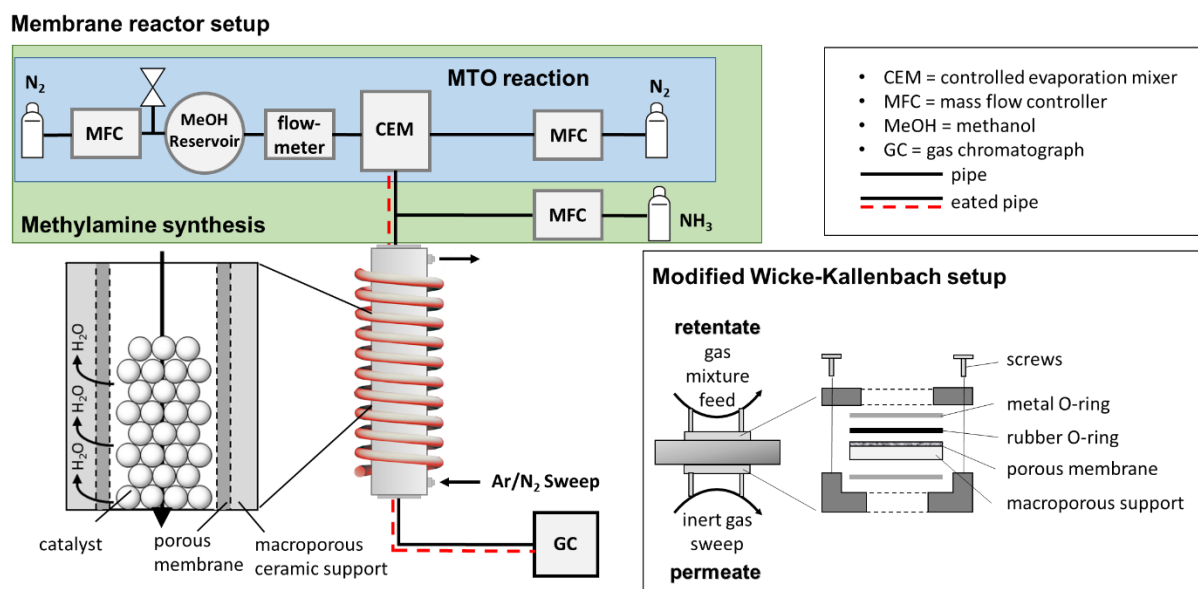 Membrane reactor setup
MTO reaction
N2
N2
MFC
MeOH
Reservoir
flow-
meter
CEM
MFC
MFC
NH3
Methylamine synthesis
• CEM = controlled evaporation mixer
• MFC = mass flow controller
• MeOH = methanol
• GC = gas chromatograph
pipe
eated pipe
H2O
H2O
H2O
catalyst
porous
membrane
macroporous
ceramic support
Ar/N2 Sweep
GC
Modified Wicke-Kallenbach setup
retentate
gas
mixture
feed
inert gas
sweep
permeate
screws
metal O-ring
rubber O-ring
porous membrane
macroporous support